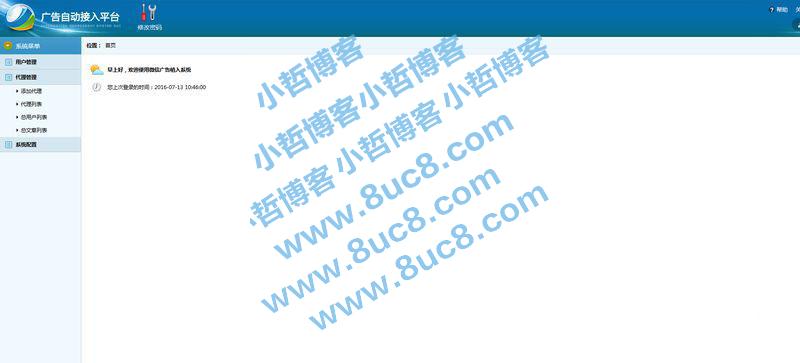 广告自动接入平台
修改密码
帮助
系统菜单
位置： 首页
用户管理
代理管理
添加代理
代理列表
总用户列表
总文章列表
系统配置
早上好，欢迎使用微信广告植入系统
您上次登录的时间：2016-07-13 10:46:00
小哲博客
小哲博客 小哲博客
小哲博客 小哲博客
小哲博客
www.8uc8.com
www.8uc8.com
www.8uc8.com